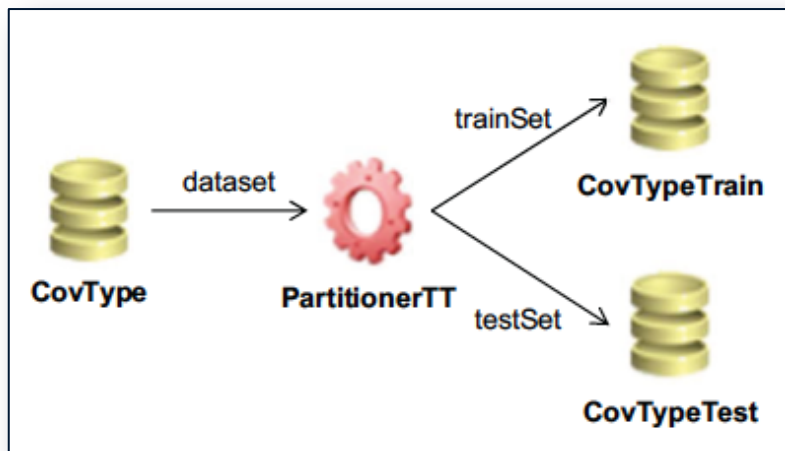 trainSet
CovTypeTrain
dataset
CovType
PartitionerTT
testSet
CovTypeTest